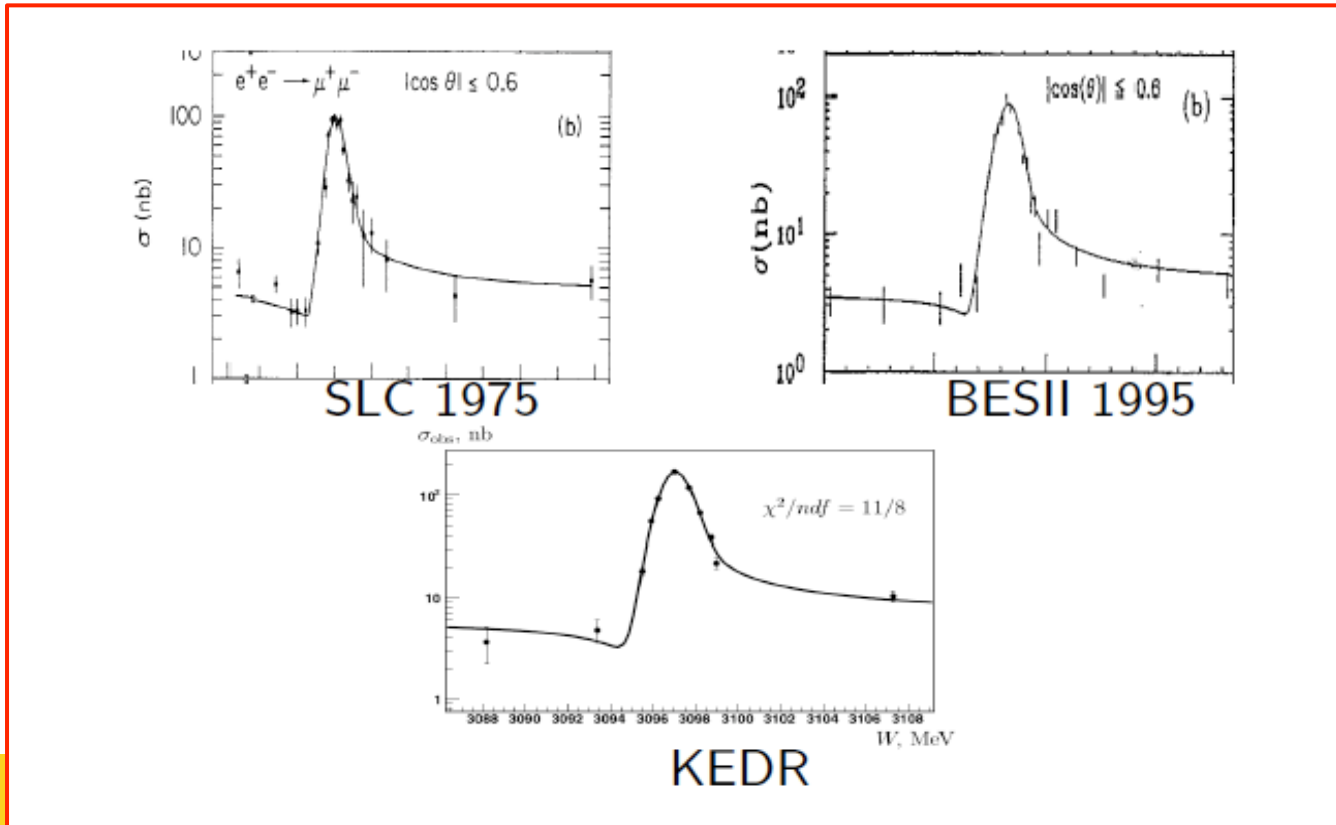 e⁺e⁻ → μ⁺μ⁻ |cos θ| ≤ 0.6
(b)
100
10
1
σ (nb)
SLC 1975
|cos(θ)| ≦ 0.6
(b)
10²
10¹
10⁰
σ(nb)
BESII 1995
σobs, nb
χ²/ndf = 11/8
10²
10
1
3088 3090 3092 3094 3096 3098 3100 3102 3104 3106 3108
W, MeV
KEDR